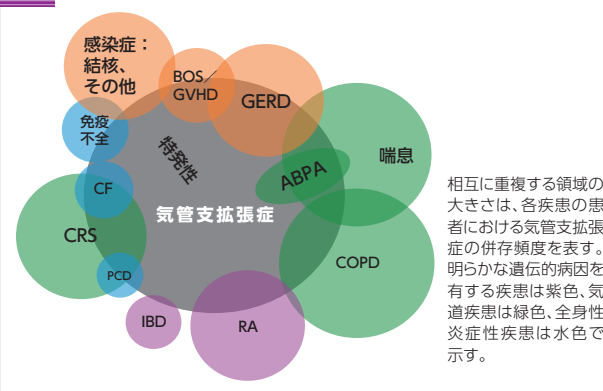 感染症：
結核、
その他
BOS／
GVHD
GERD
免疫
不全
特発性
喘息
ABPA
CF
気管支拡張症
CRS
COPD
PCD
IBD
RA
相互に重複する領域の
大きさは、各疾患の患
者における気管支拡張
症の併存頻度を表す。
明らかな遺伝的病因を
有する疾患は紫色、気
道疾患は緑色、全身性
炎症性疾患は水色で
示す。